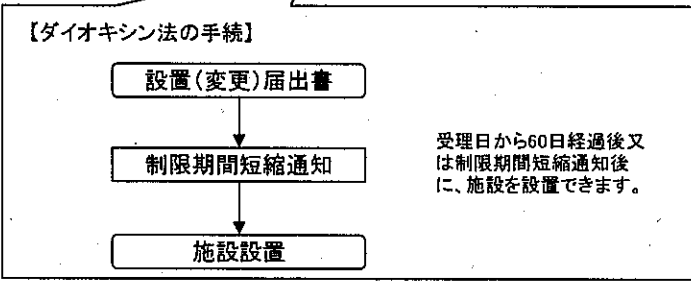 【ダイオキシン法の手続】
設置(変更)届出書
制限期間短縮通知
施設設置
受理日から60日経過後又
は制限期間短縮通知後
に、施設を設置できます。